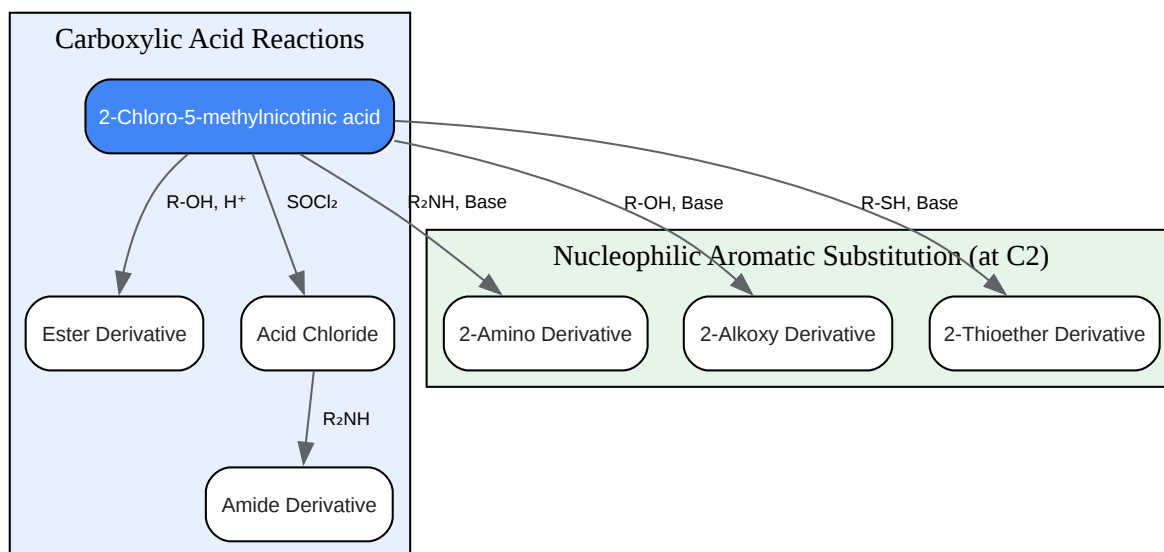 Carboxylic Acid Reactions
2-Chloro-5-methylnicotinic acid
R-OH, H⁺
SOCl₂
R₂NH, Base
R-OH, Base
R-SH, Base
Nucleophilic Aromatic Substitution (at C2)
Ester Derivative
Acid Chloride
2-Amino Derivative
2-Alkoxy Derivative
2-Thioether Derivative
R₂NH
Amide Derivative